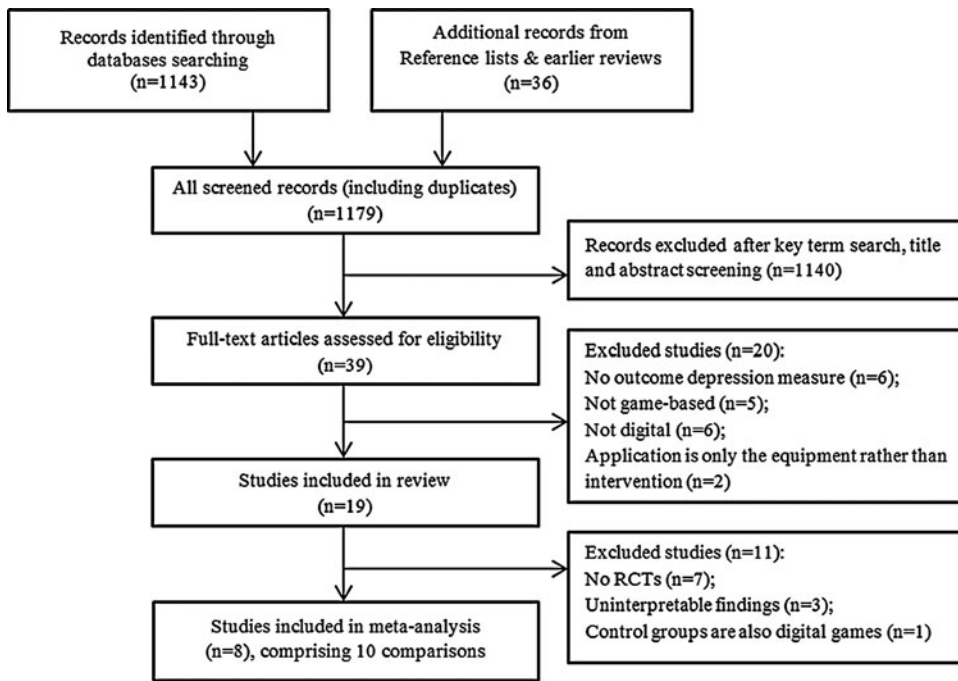 Records identified through
databases searching
(n=1143)
Additional records from
Reference lists & earlier reviews
(n=36)
All screened records (including duplicates)
(n=1179)
Records excluded after key term search, title
and abstract screening (n=1140)
Full-text articles assessed for eligibility
(n=39)
Excluded studies (n=20):
No outcome depression measure (n=6);
Not game-based (n=5);
Not digital (n=6);
Application is only the equipment rather than
intervention (n=2)
Studies included in review
(n=19)
Excluded studies (n=11):
No RCTs (n=7);
Uninterpretable findings (n=3);
Control groups are also digital games (n=1)
Studies included in meta-analysis
(n=8), comprising 10 comparisons